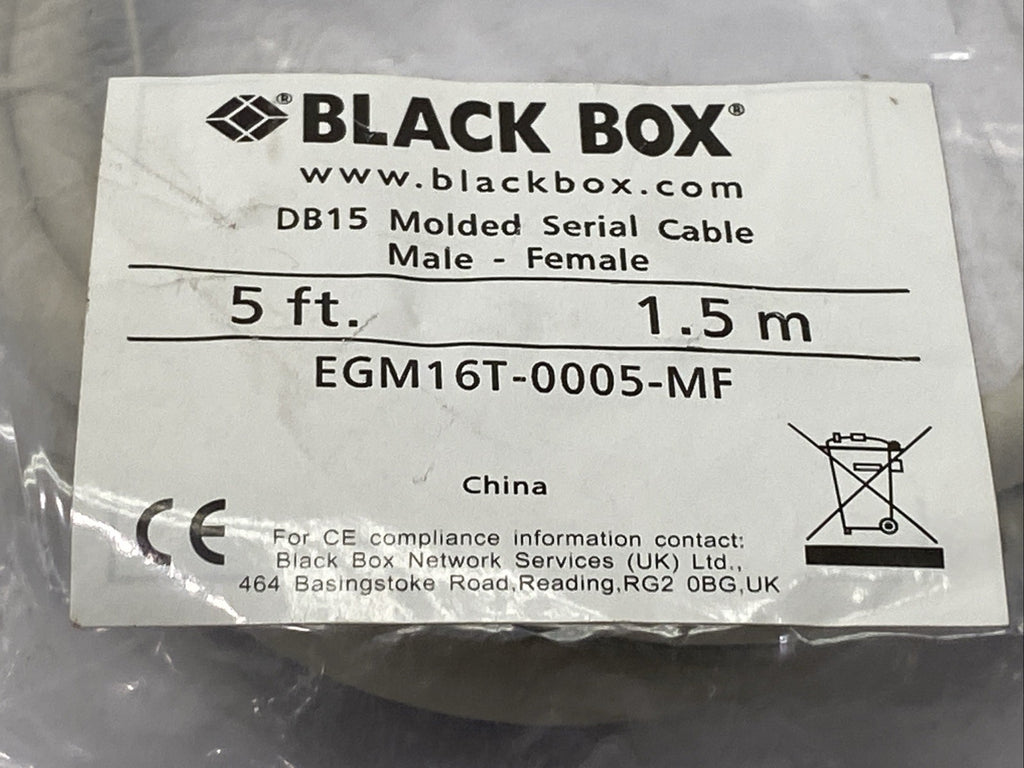 BLACK BOX®
www.blackbox.com
DB15 Molded Serial Cable
Male - Female
5 ft. 1.5 m
EGM16T-0005-MF
China
CE
For CE compliance information contact:
Black Box Network Services (UK) Ltd.,
464 Basingstoke Road,Reading,RG2 0BG,UK